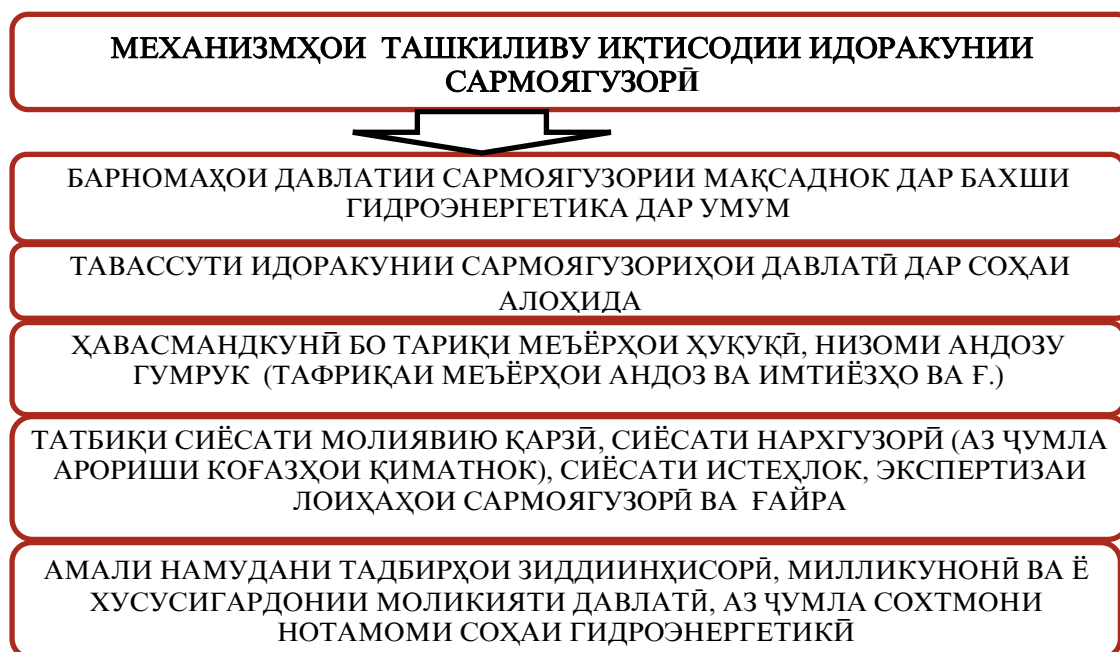 МЕХАНИЗМҲОИ ТАШКИЛИВУ ИҚТИСОДИИ ИДОРАКУНИИ
САРМОЯГУЗОРӢ
БАРНОМАҲОИ ДАВЛАТИИ САРМОЯГУЗОРИИ МАҚСАДНОК ДАР БАХШИ
ГИДРОЭНЕРГЕТИКА ДАР УМУМ
ТАВАССУТИ ИДОРАКУНИИ САРМОЯГУЗОРИҲОИ ДАВЛАТӢ ДАР СОҲАИ
АЛОҲИДА
ҲАВАСМАНДКУНӢ БО ТАРИҚИ МЕЪЁРҲОИ ҲУҚУҚӢ, НИЗОМИ АНДОЗУ
ГУМРУК (ТАФРИҚАИ МЕЪЁРҲОИ АНДОЗ ВА ИМТИЁЗҲО ВА Ғ.)
ТАТБИҚИ СИЁСАТИ МОЛИЯВИЮ ҚАРЗӢ, СИЁСАТИ НАРХГУЗОРӢ (АЗ ҶУМЛА
АРОРИШИ КОҒАЗҲОИ ҚИМАТНОК), СИЁСАТИ ИСТЕҲЛОК, ЭКСПЕРТИЗАИ
ЛОИҲАҲОИ САРМОЯГУЗОРӢ ВА ҒАЙРА
АМАЛИ НАМУДАНИ ТАДБИРҲОИ ЗИДДИИНҲИСОРӢ, МИЛЛИКУНОНӢ ВА Ё
ХУСУСИГАРДОНИИ МОЛИКИЯТИ ДАВЛАТӢ, АЗ ҶУМЛА СОХТМОНИ
НОТАМОМИ СОҲАИ ГИДРОЭНЕРГЕТИКӢ